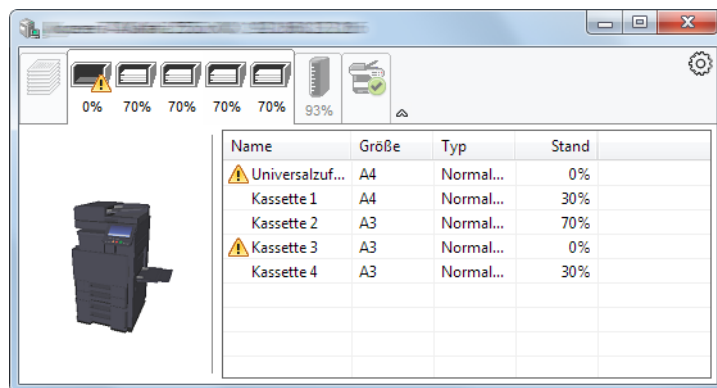 0% 70% 70% 70% 70% 93%
Name Größe Typ Stand
Universalzuf... A4 Normal... 0%
Kassette 1 A4 Normal... 30%
Kassette 2 A3 Normal... 70%
Kassette 3 A3 Normal... 0%
Kassette 4 A3 Normal... 30%